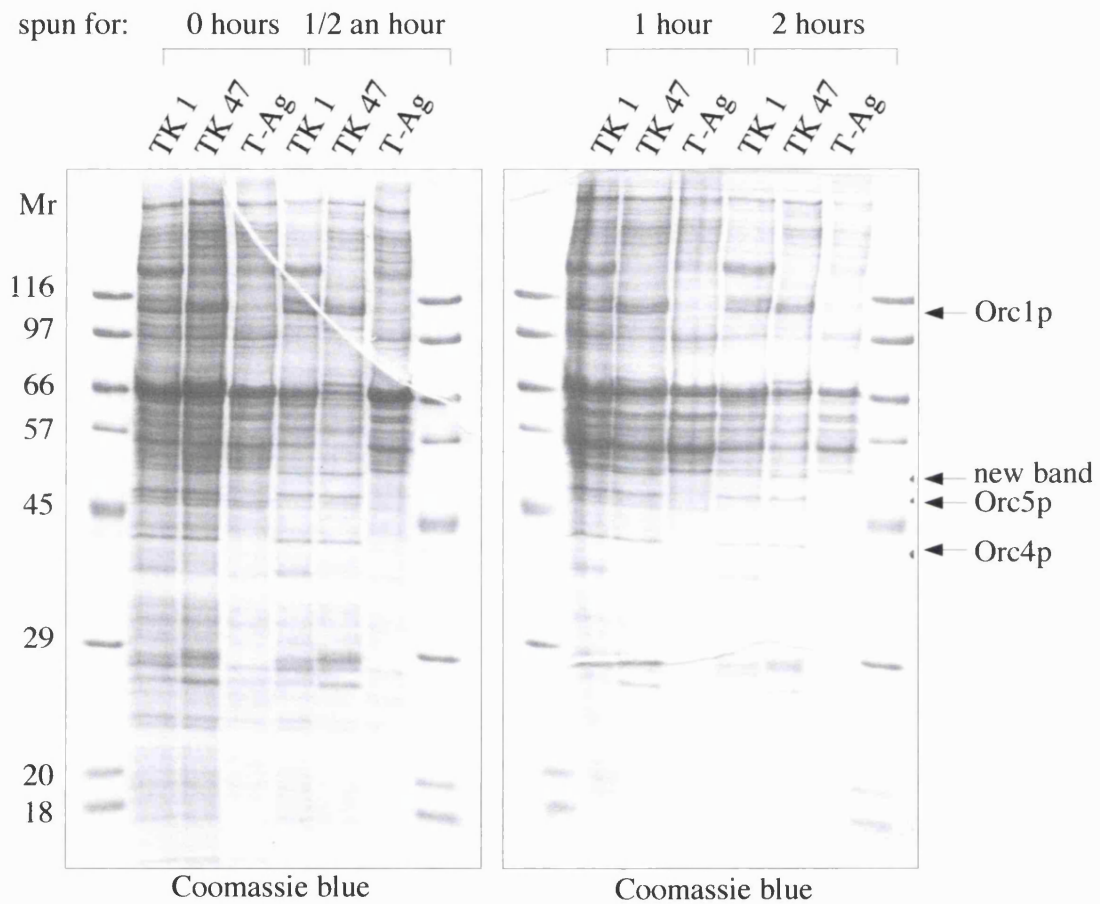 spun for: 0 hours 1/2 an hour 1 hour 2 hours
TK 1 TK 47 T-Ag TK 1 TK 47 T-Ag TK 1 TK 47 T-Ag TK 1 TK 47 T-Ag
Mr
116
Orc1p
97
66
57
new band
45
Orc5p
Orc4p
29
20
18
Coomassie blue Coomassie blue